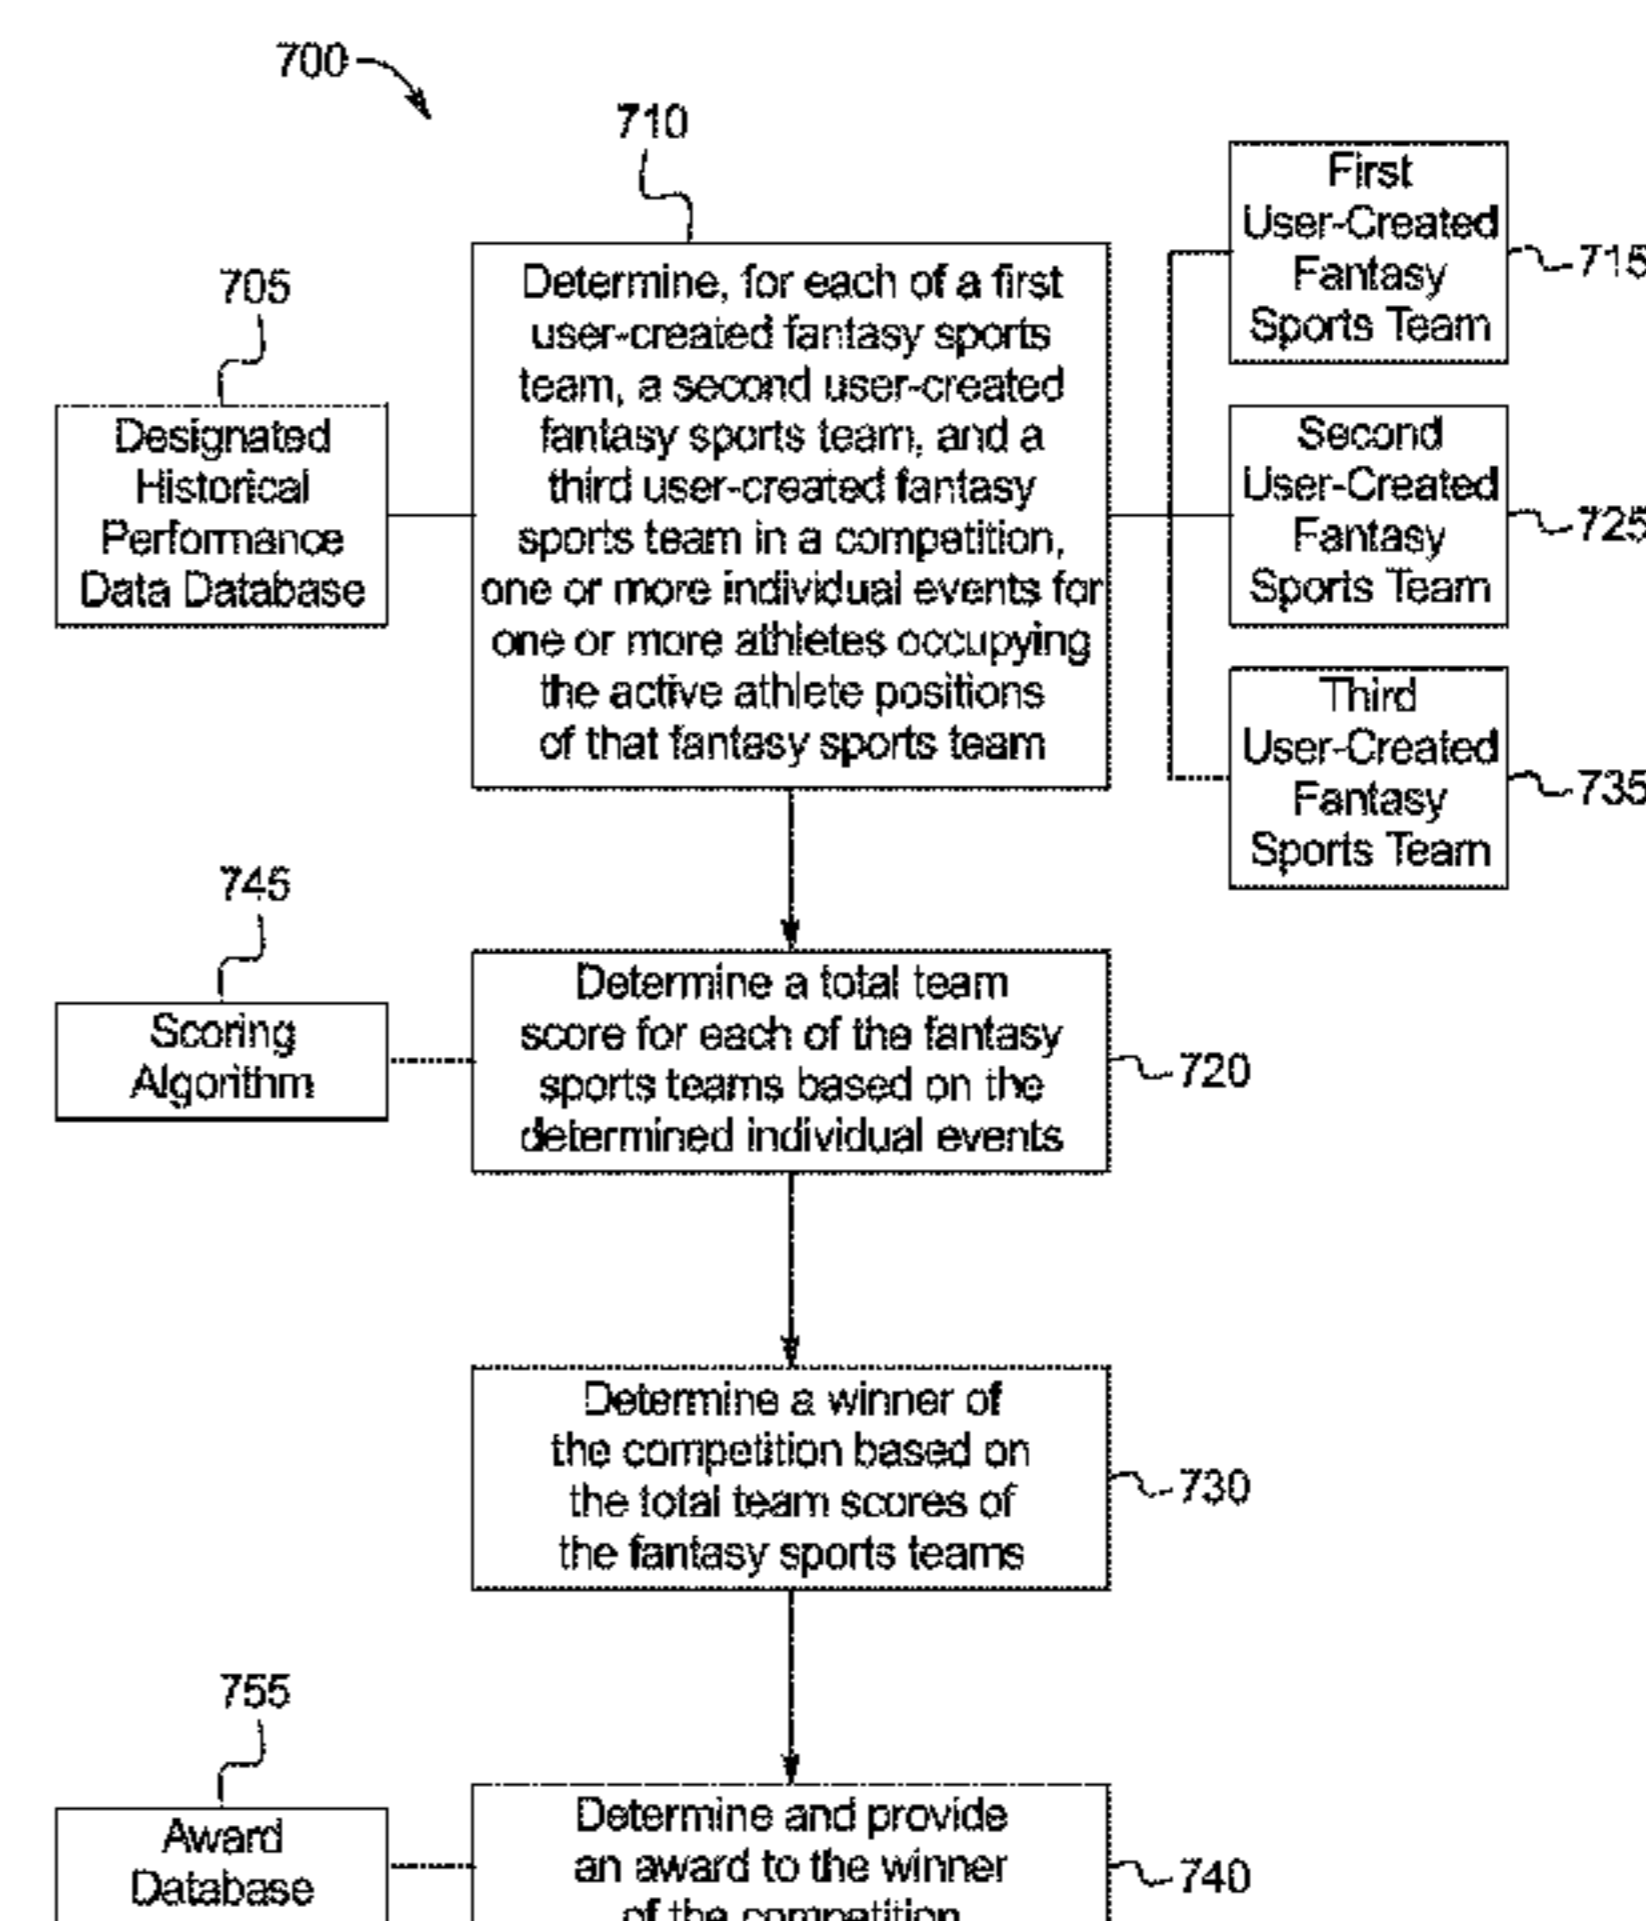 700
710
705
Designated
Historical
Performance
Data Database
Determine, for each of a first
user-created fantasy sports
team, a second user-created
fantasy sports team, and a
third user-created fantasy
sports team in a competition,
one or more individual events for
one or more athletes occupying
the active athlete positions
of that fantasy sports team
First
User-Created
Fantasy
Sports Team
715
Second
User-Created
Fantasy
Sports Team
725
Third
User-Created
Fantasy
Sports Team
735
745
Scoring
Algorithm
Determine a total team
score for each of the fantasy
sports teams based on the
determined individual events
720
Determine a winner of
the competition based on
the total team scores of
the fantasy sports teams
730
755
Award
Database
Determine and provide
an award to the winner
of the competition
740